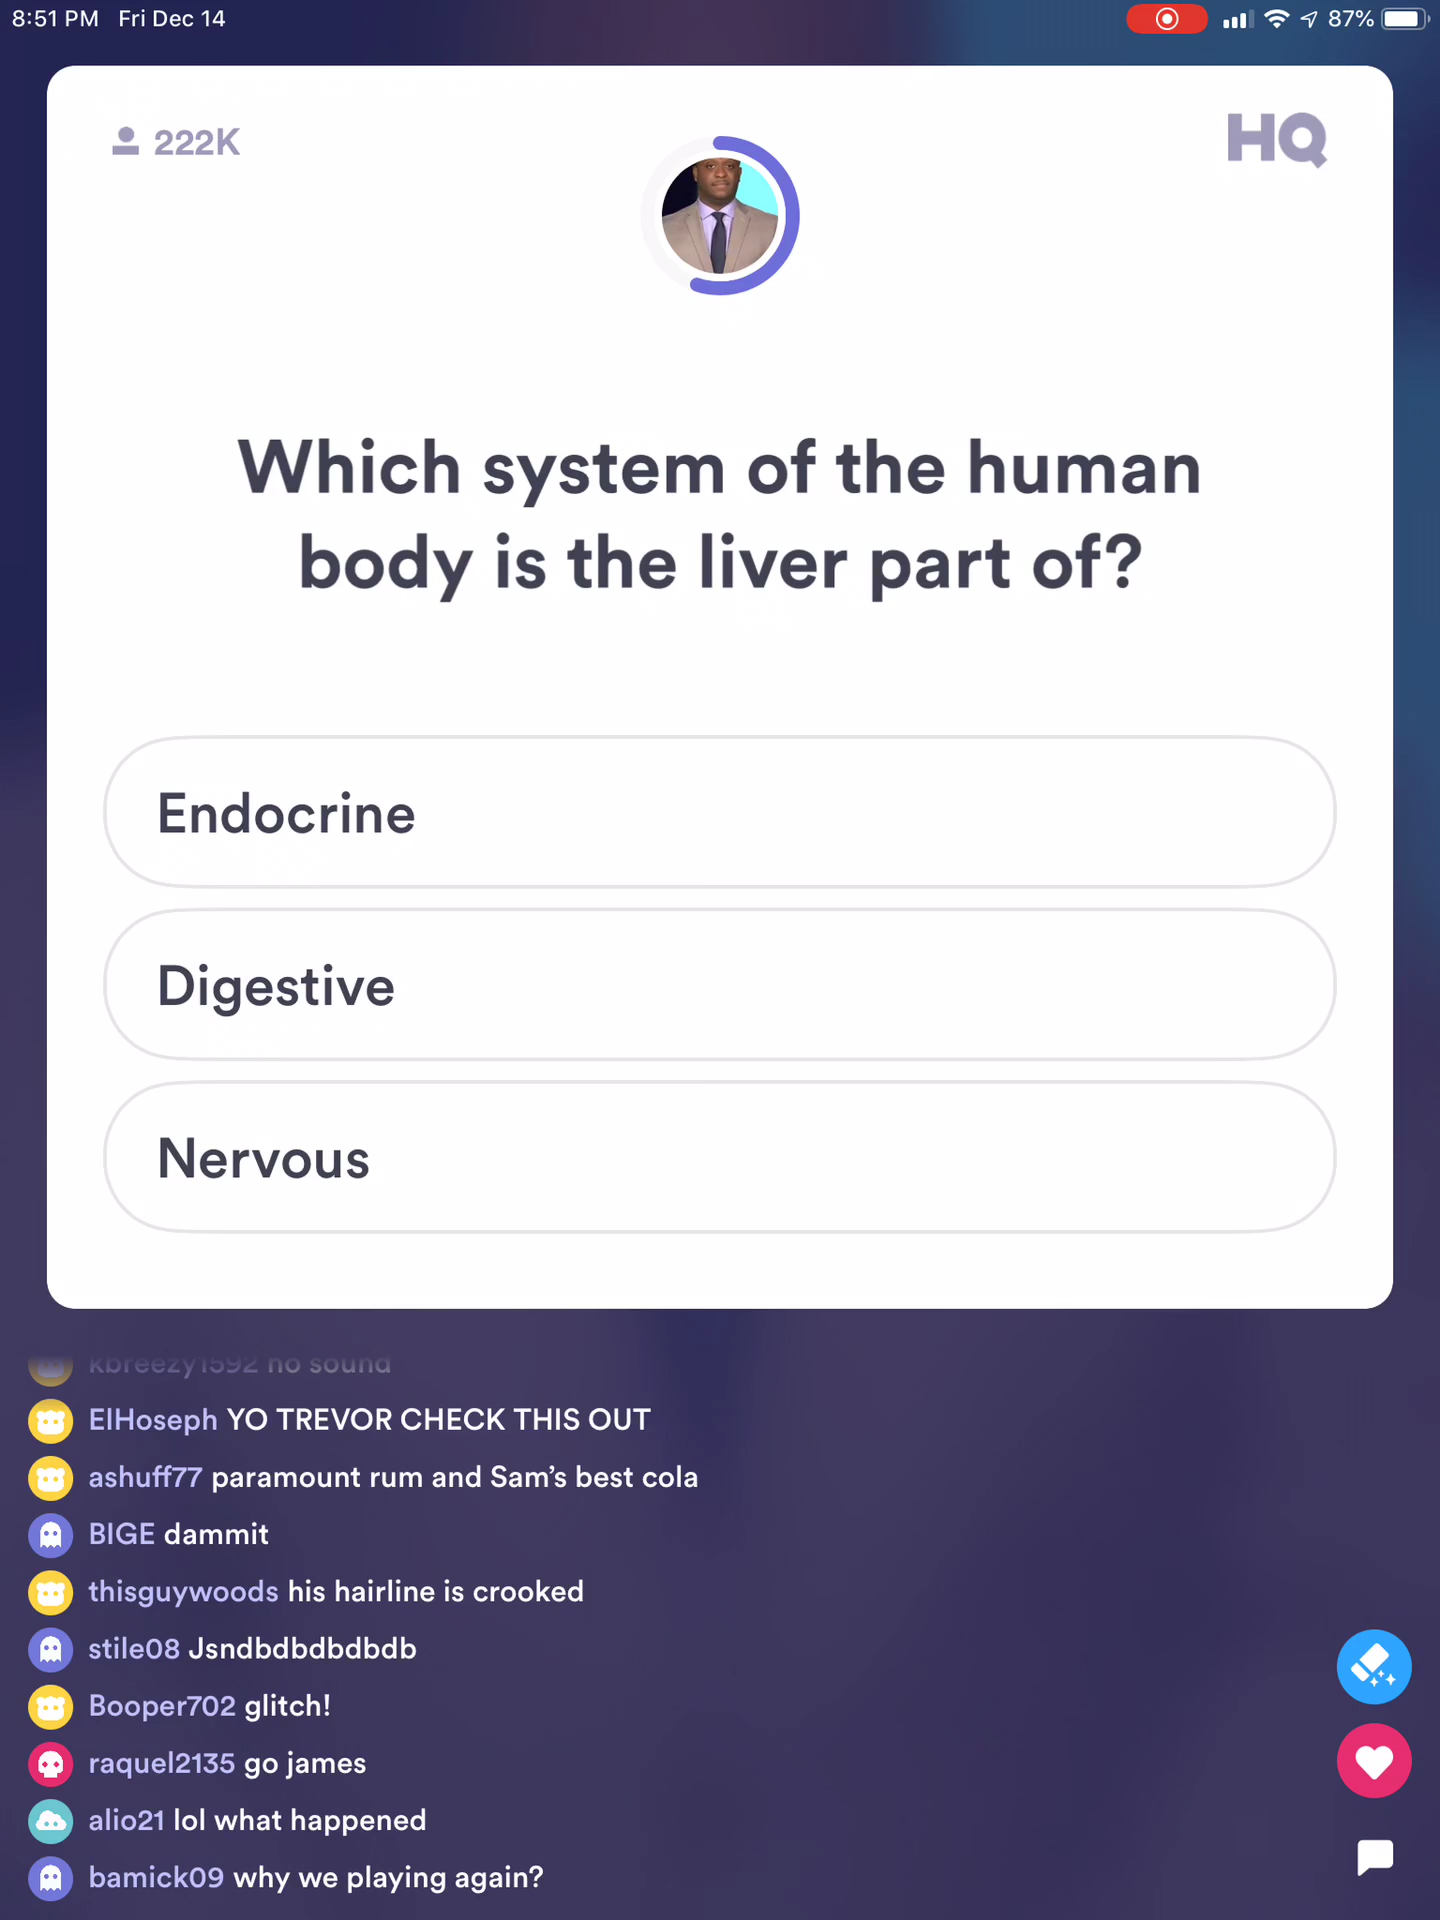 8:51 PM Fri Dec 14 87%
222K HQ
Which system of the human
body is the liver part of?
Endocrine
Digestive
Nervous
kbreezy1592 no sound
ElHoseph YO TREVOR CHECK THIS OUT
ashuff77 paramount rum and Sam's best cola
BIGE dammit
thisguywoods his hairline is crooked
stile08 Jsndbdbdbdbdb
Booper702 glitch!
raquel2135 go james
alio21 lol what happened
bamick09 why we playing again?